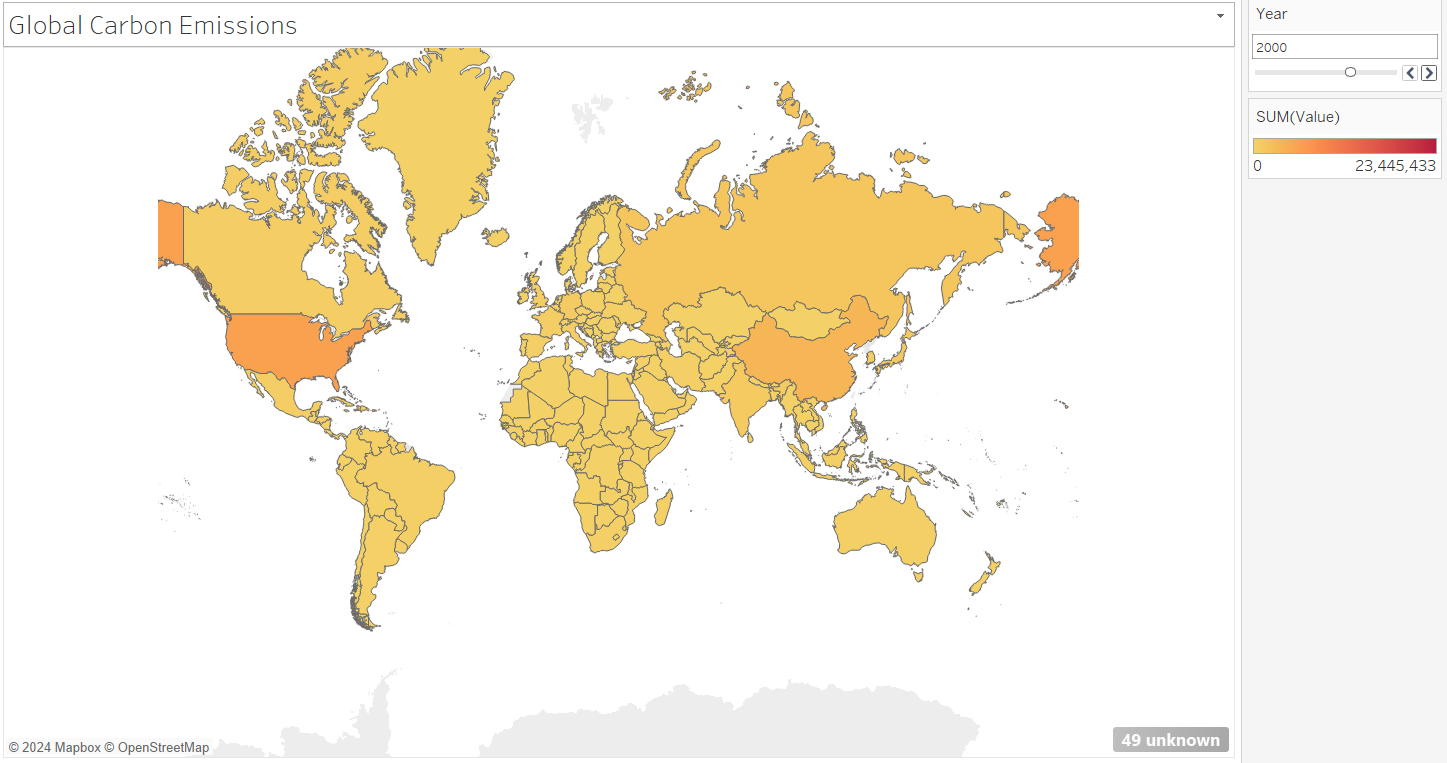 Global Carbon Emissions
Year
2000
SUM(Value)
0 23,445,433
© 2024 Mapbox © OpenStreetMap
49 unknown